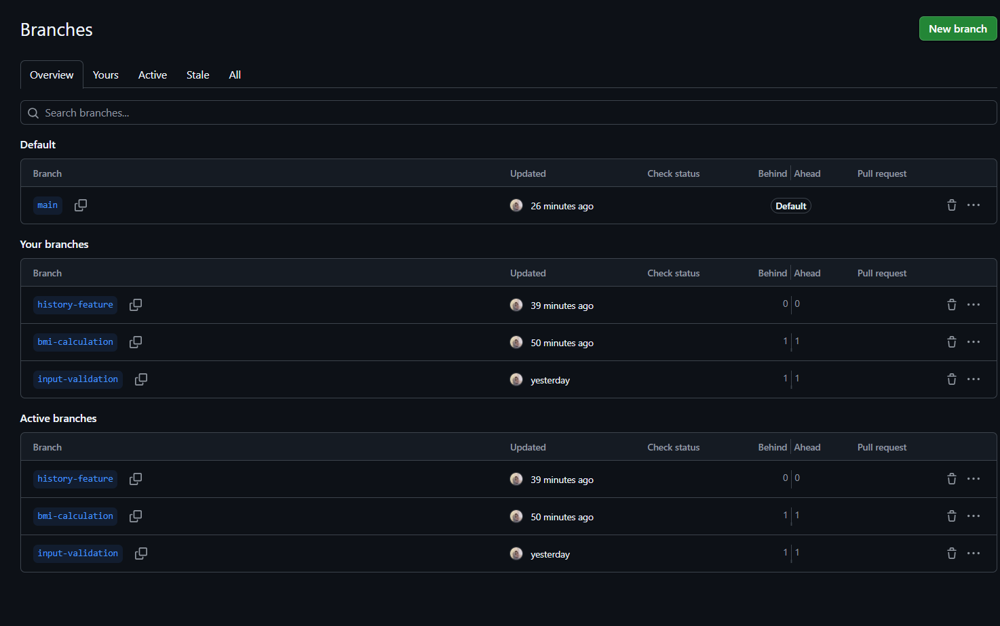 Branches
New branch
Overview Yours Active Stale All
Search branches...
Default
Branch Updated Check status Behind Ahead Pull request
main 26 minutes ago Default
Your branches
Branch Updated Check status Behind Ahead Pull request
history-feature 39 minutes ago 0 0
bmi-calculation 50 minutes ago 1 1
input-validation yesterday 1 1
Active branches
Branch Updated Check status Behind Ahead Pull request
history-feature 39 minutes ago 0 0
bmi-calculation 50 minutes ago 1 1
input-validation yesterday 1 1